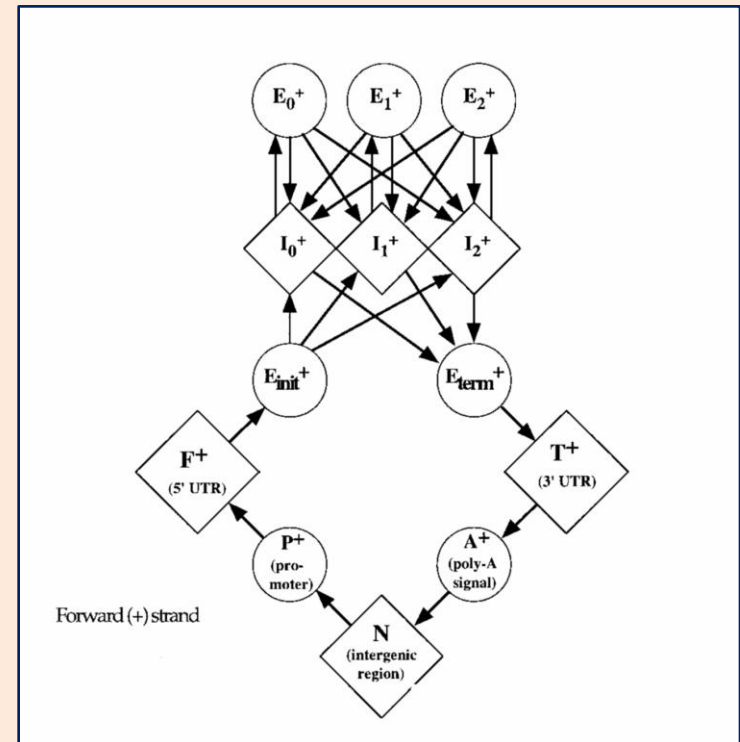 E₀⁺ E₁⁺ E₂⁺
I₀⁺ I₁⁺ I₂⁺
Einit⁺ Eterm⁺
F⁺
(5' UTR)
T⁺
(3' UTR)
P⁺
(pro-
moter)
A⁺
(poly-A
signal)
Forward (+) strand
N
(intergenic
region)